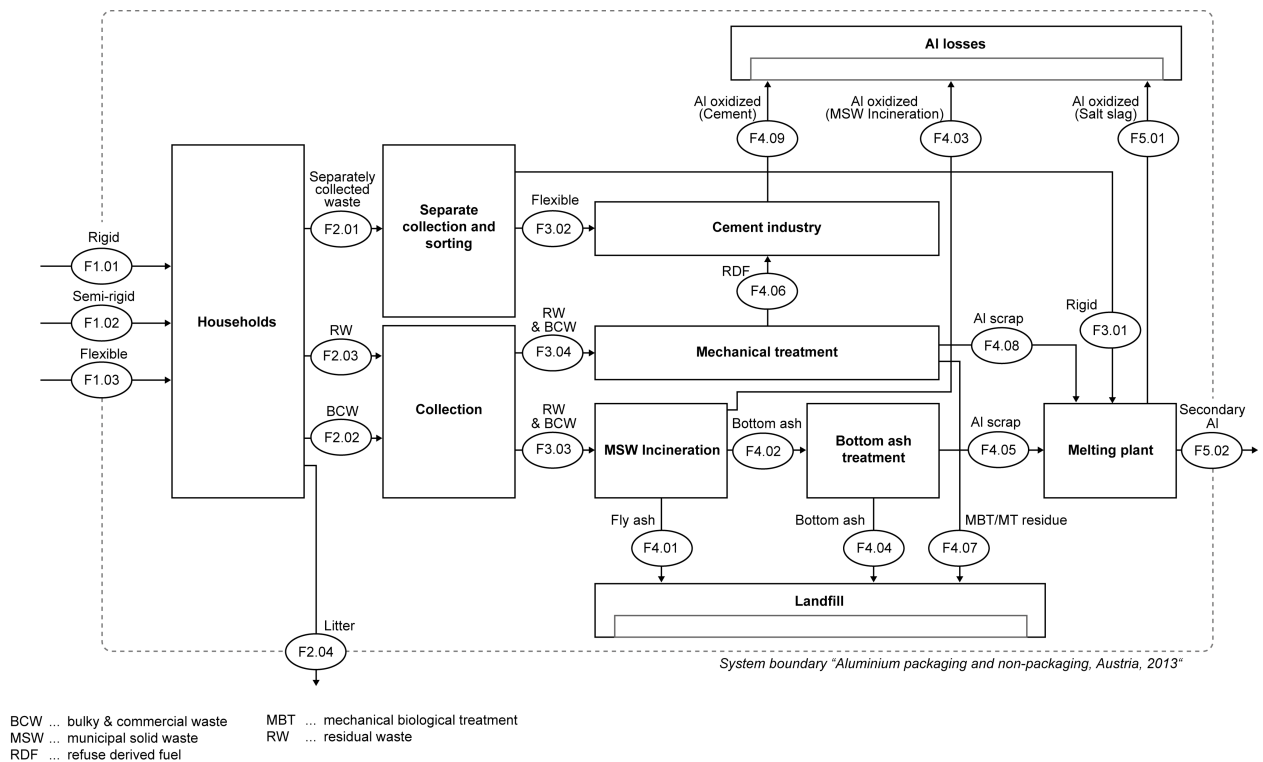 Al losses
Al oxidized
(Cement)
F4.09
Al oxidized
(MSW Incineration)
F4.03
Al oxidized
(Salt slag)
F5.01
Rigid
F1.01
Semi-rigid
F1.02
Flexible
F1.03
Households
Separately
collected
waste
F2.01
Separate
collection and
sorting
Flexible
F3.02
Cement industry
RDF
F4.06
RW
F2.03
BCW
F2.02
Collection
RW
& BCW
F3.04
Mechanical treatment
Al scrap
F4.08
Rigid
F3.01
RW
& BCW
F3.03
MSW Incineration
Bottom ash
F4.02
Bottom ash
treatment
Al scrap
F4.05
Melting plant
Secondary
Al
F5.02
Fly ash
F4.01
Bottom ash
F4.04
MBT/MT residue
F4.07
Landfill
Litter
F2.04
System boundary “Aluminium packaging and non-packaging, Austria, 2013“
BCW ... bulky & commercial waste
MSW ... municipal solid waste
RDF ... refuse derived fuel
MBT ... mechanical biological treatment
RW ... residual waste